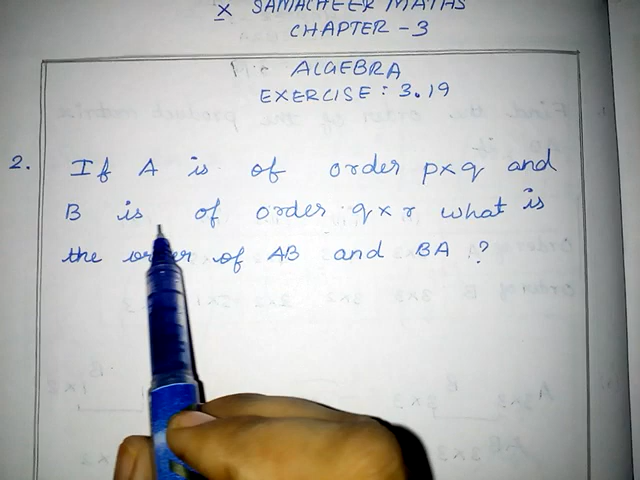 X SAMACHEER MATHS
CHAPTER - 3
ALGEBRA
EXERCISE : 3.19
2. If A is of order p×q and
B is of order q×r what is
the order of AB and BA ?